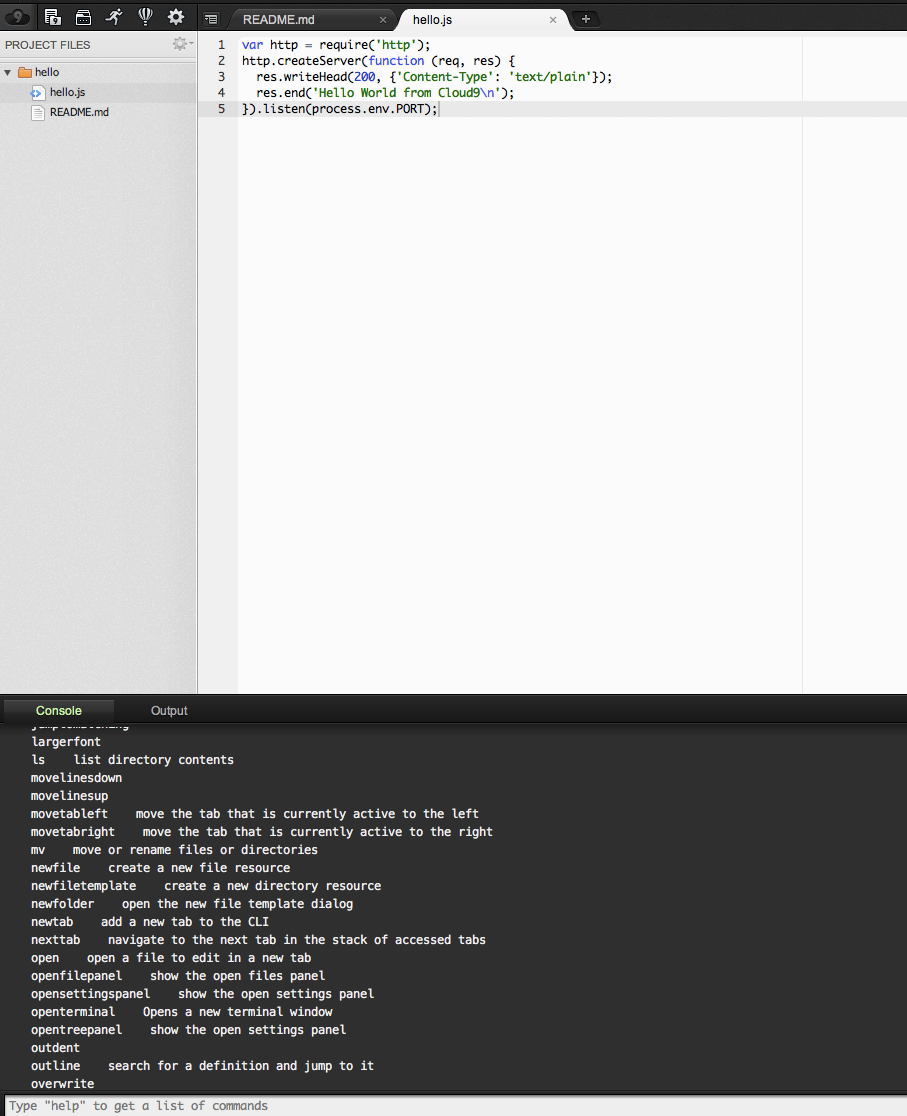 README.md
hello.js
PROJECT FILES
hello
hello.js
README.md
1 var http = require('http');
2 http.createServer(function (req, res) {
3 res.writeHead(200, {'Content-Type': 'text/plain'});
4 res.end('Hello World from Cloud9\n');
5 }).listen(process.env.PORT);
Console Output
largerfont
ls list directory contents
movelinesdown
movelinesup
movetableft move the tab that is currently active to the left
movetabright move the tab that is currently active to the right
mv move or rename files or directories
newfile create a new file resource
newfiletemplate create a new directory resource
newfolder open the new file template dialog
newtab add a new tab to the CLI
nexttab navigate to the next tab in the stack of accessed tabs
open open a file to edit in a new tab
openfilepanel show the open files panel
opensettingspanel show the open settings panel
openterminal Opens a new terminal window
opentreepanel show the open settings panel
outdent
outline search for a definition and jump to it
overwrite
Type "help" to get a list of commands